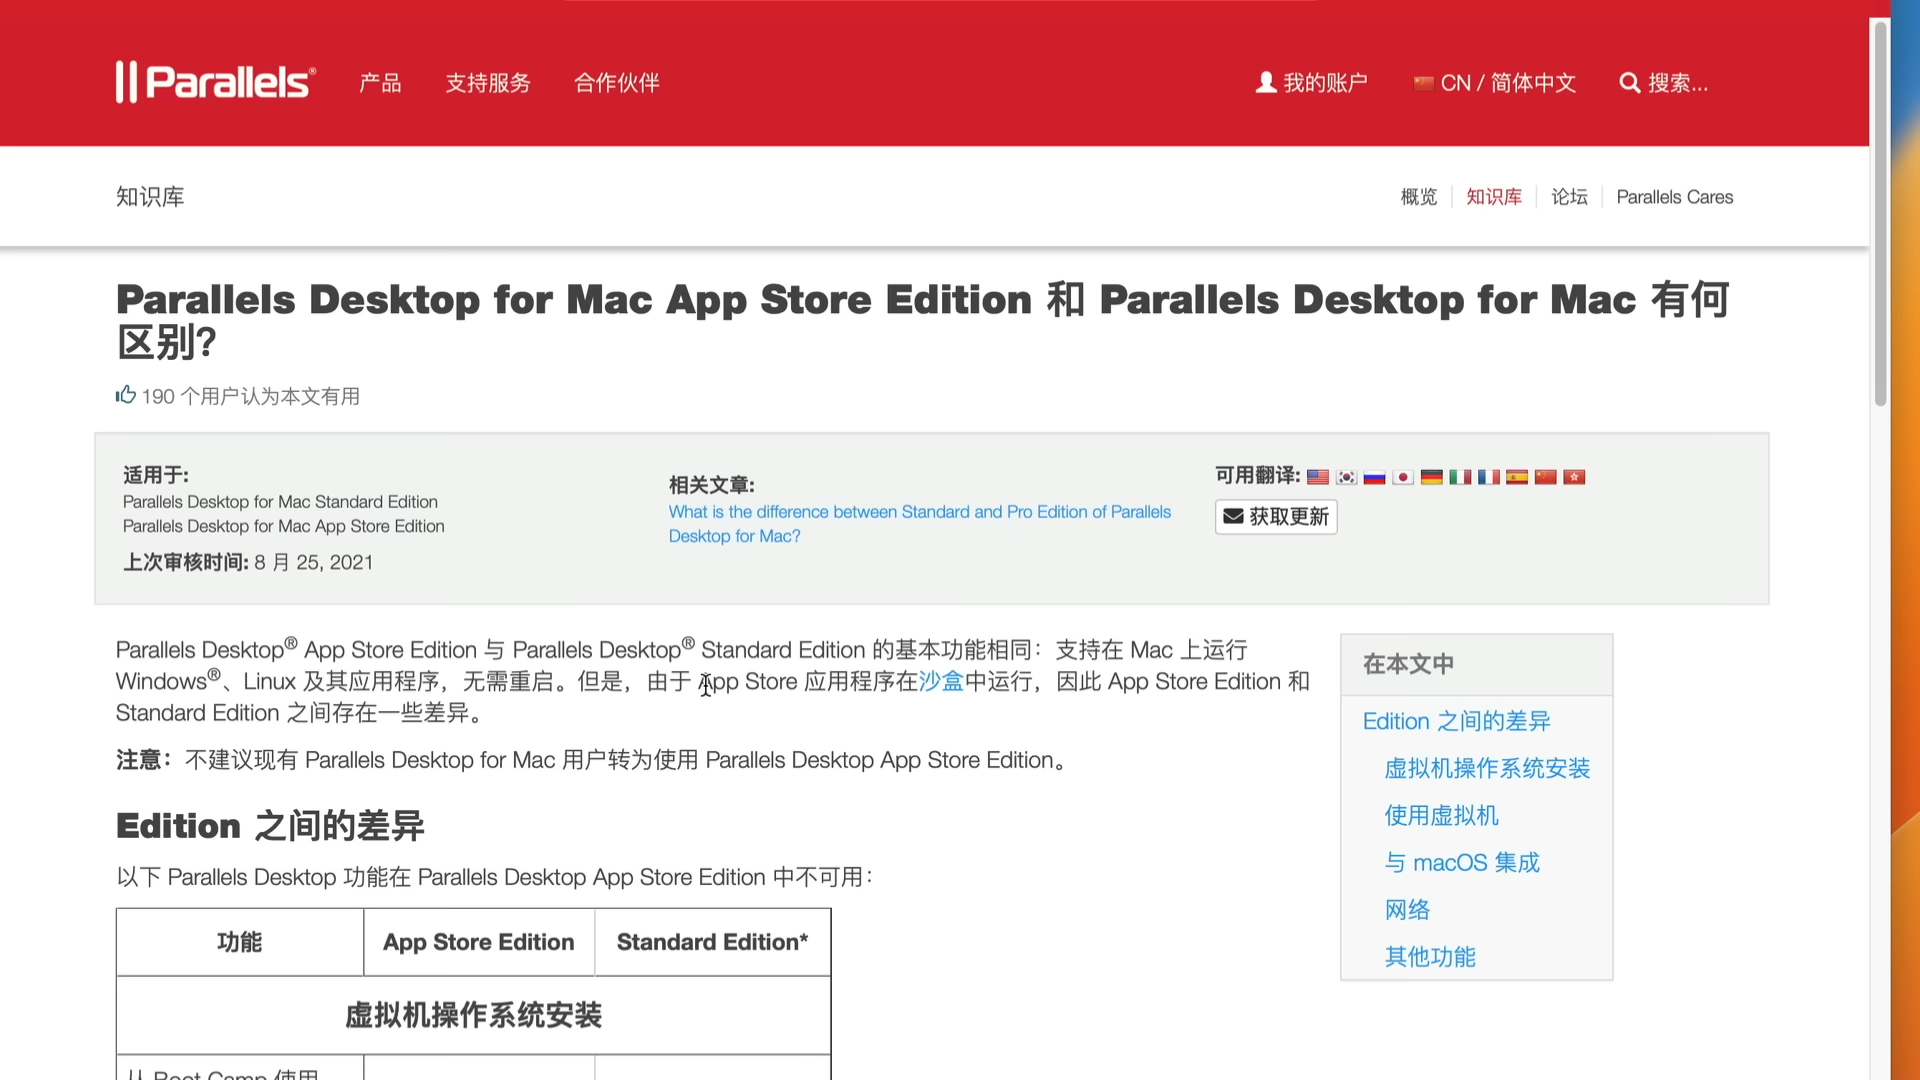 Parallels®
产品
支持服务
合作伙伴
我的账户
CN / 简体中文
搜索...
知识库
概览
知识库
论坛
Parallels Cares
Parallels Desktop for Mac App Store Edition 和 Parallels Desktop for Mac 有何
区别?
190 个用户认为本文有用
适用于:
Parallels Desktop for Mac Standard Edition
Parallels Desktop for Mac App Store Edition
上次审核时间: 8 月 25, 2021
相关文章:
What is the difference between Standard and Pro Edition of Parallels
Desktop for Mac?
可用翻译:
获取更新
Parallels Desktop® App Store Edition 与 Parallels Desktop® Standard Edition 的基本功能相同：支持在 Mac 上运行
Windows®、Linux 及其应用程序，无需重启。但是，由于 App Store 应用程序在沙盒中运行，因此 App Store Edition 和
Standard Edition 之间存在一些差异。
注意：不建议现有 Parallels Desktop for Mac 用户转为使用 Parallels Desktop App Store Edition。
Edition 之间的差异
以下 Parallels Desktop 功能在 Parallels Desktop App Store Edition 中不可用：
功能
App Store Edition
Standard Edition*
虚拟机操作系统安装
从 Boot Camp 使用
在本文中
Edition 之间的差异
虚拟机操作系统安装
使用虚拟机
与 macOS 集成
网络
其他功能